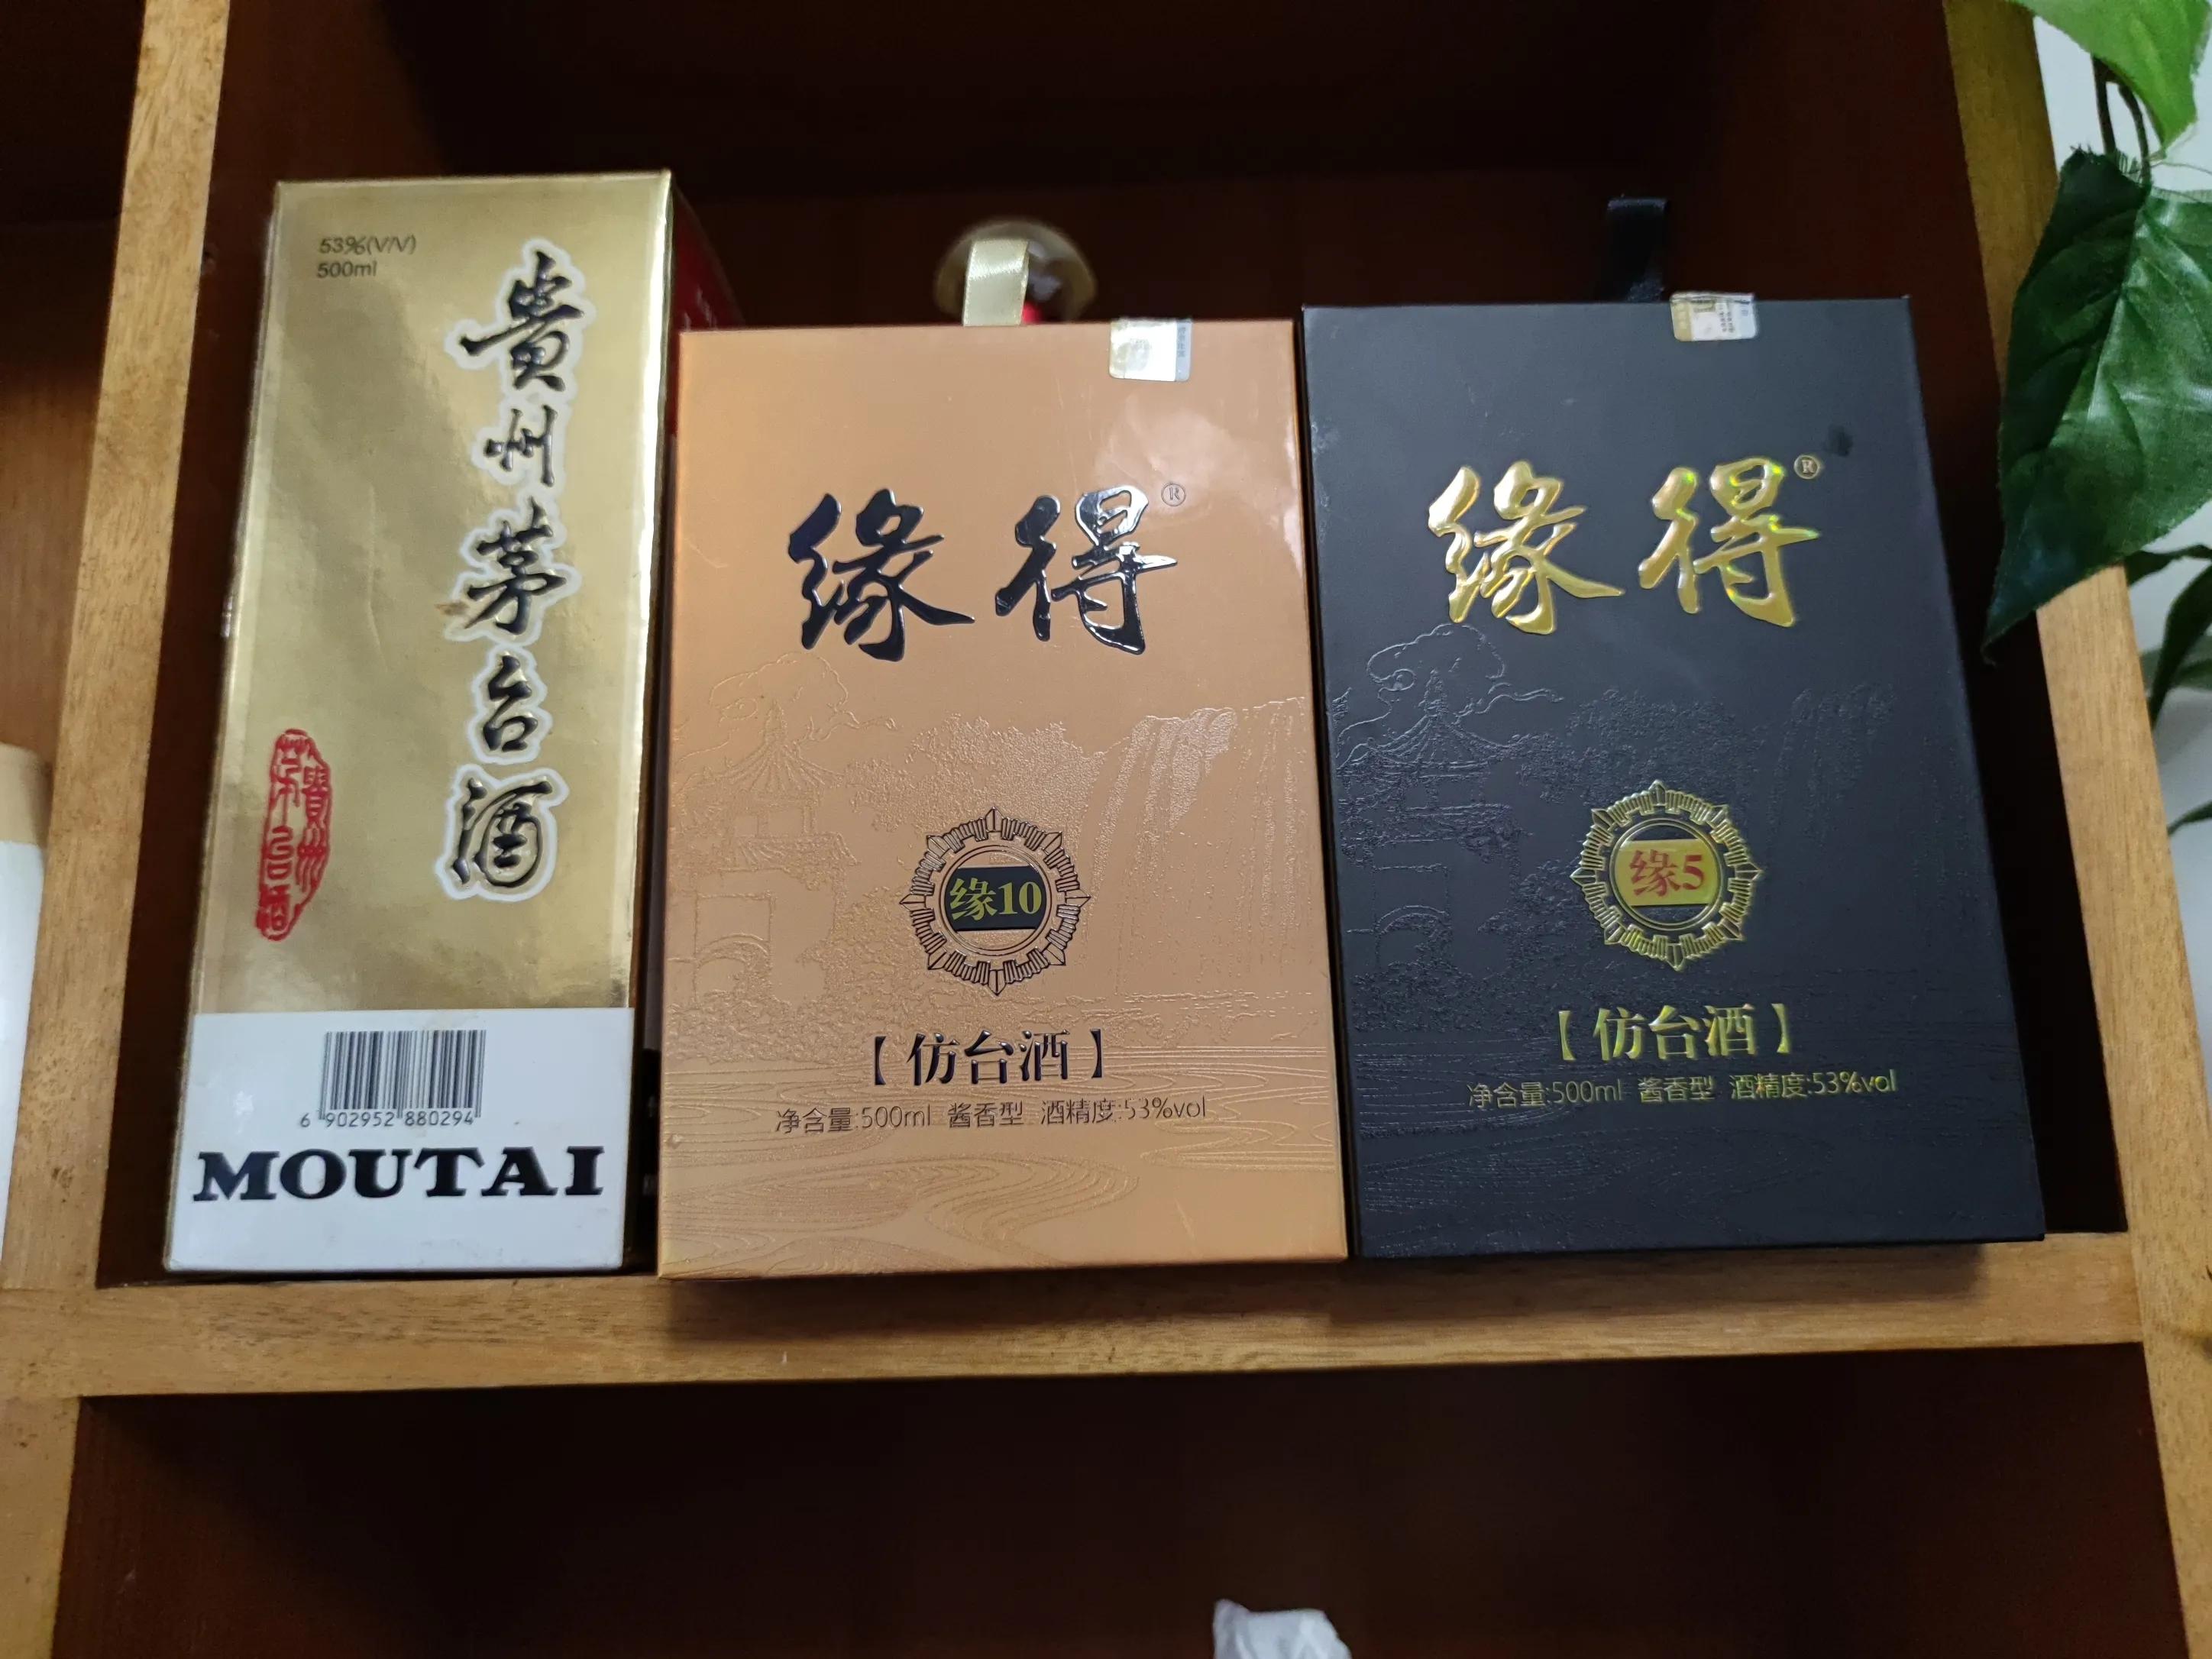 53%(V/V)
500ml
貴州茅台酒
貴州
茅台酒
6 902952 880294
MOUTAI
缘得®
缘10
【仿台酒】
净含量:500ml 酱香型 酒精度:53%vol
缘得®
缘5
【仿台酒】
净含量:500ml 酱香型 酒精度:53%vol